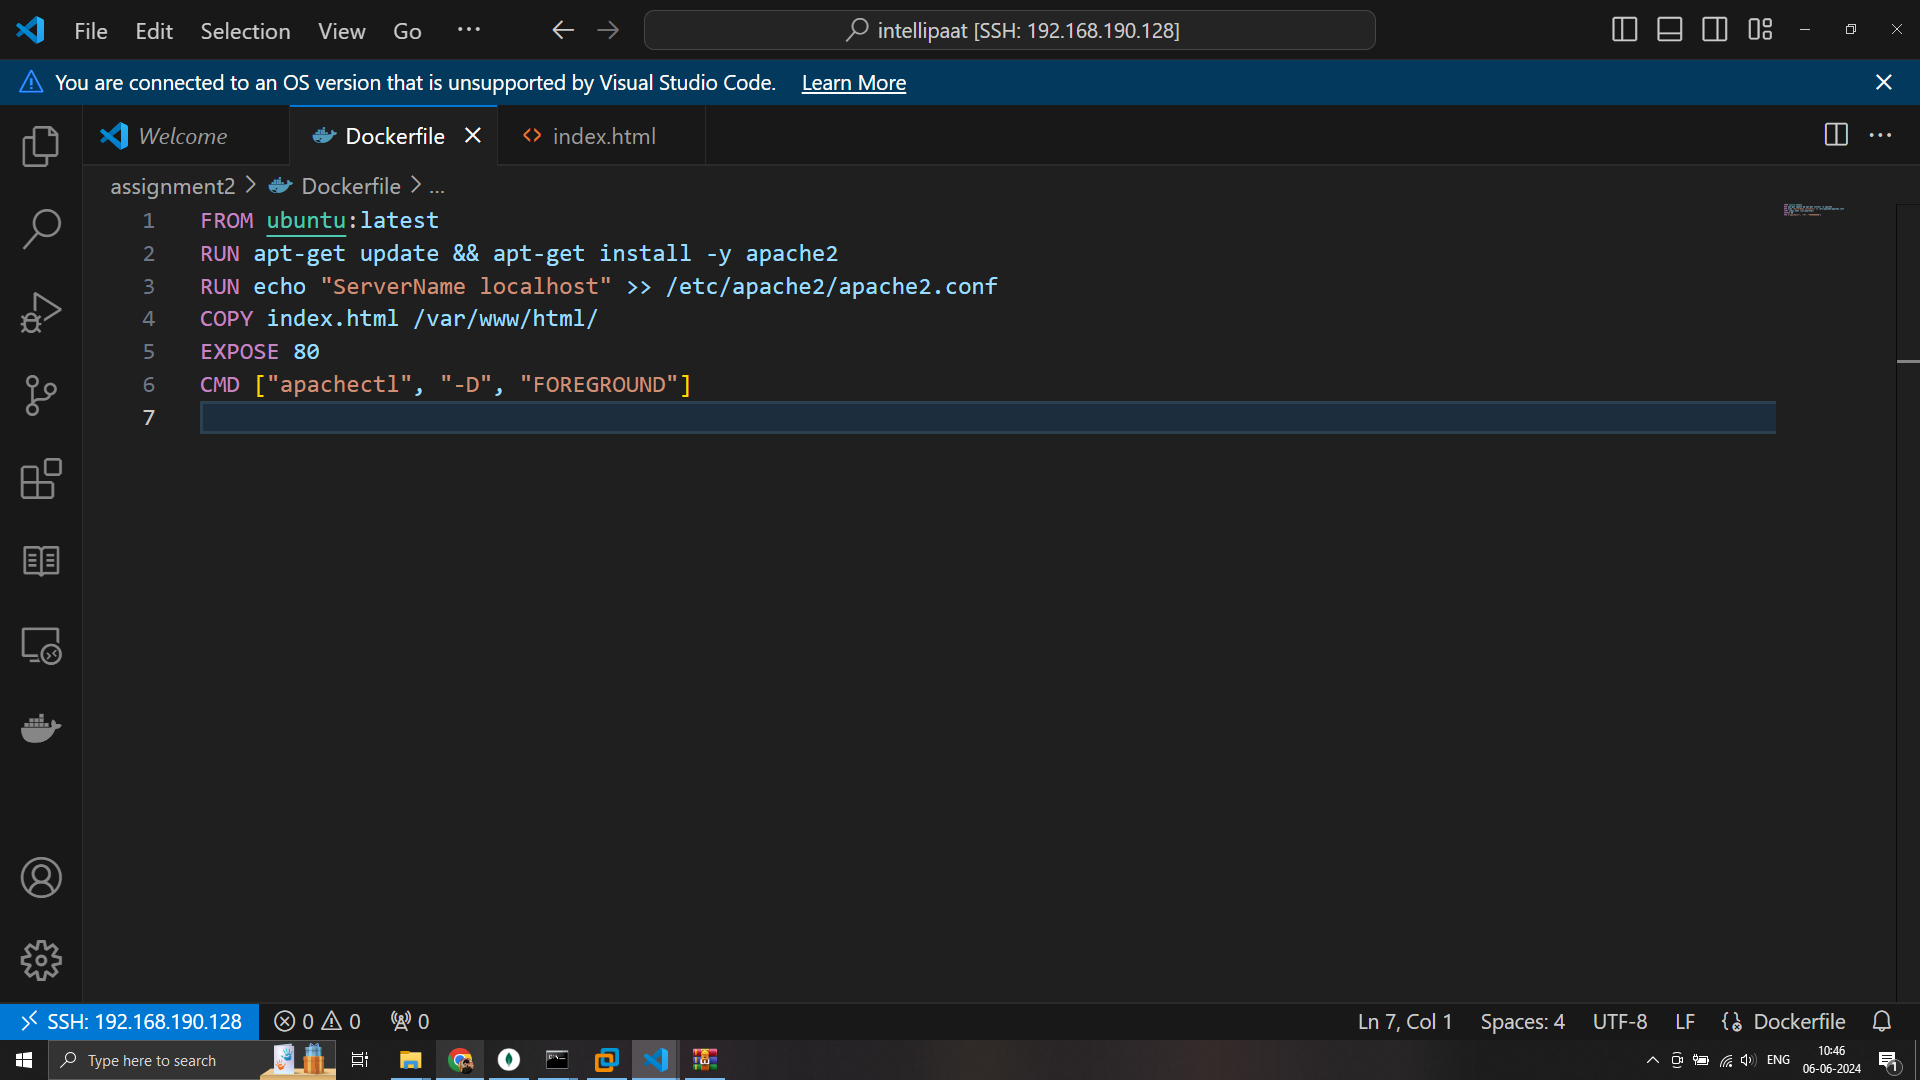 File Edit Selection View Go ··· intellipaat [SSH: 192.168.190.128]
You are connected to an OS version that is unsupported by Visual Studio Code. Learn More
Welcome Dockerfile index.html
assignment2 > Dockerfile > ...
1 FROM ubuntu:latest
2 RUN apt-get update && apt-get install -y apache2
3 RUN echo "ServerName localhost" >> /etc/apache2/apache2.conf
4 COPY index.html /var/www/html/
5 EXPOSE 80
6 CMD ["apachectl", "-D", "FOREGROUND"]
7
SSH: 192.168.190.128 0 0 0 Ln 7, Col 1 Spaces: 4 UTF-8 LF Dockerfile
Type here to search ENG 10:46
06-06-2024 1